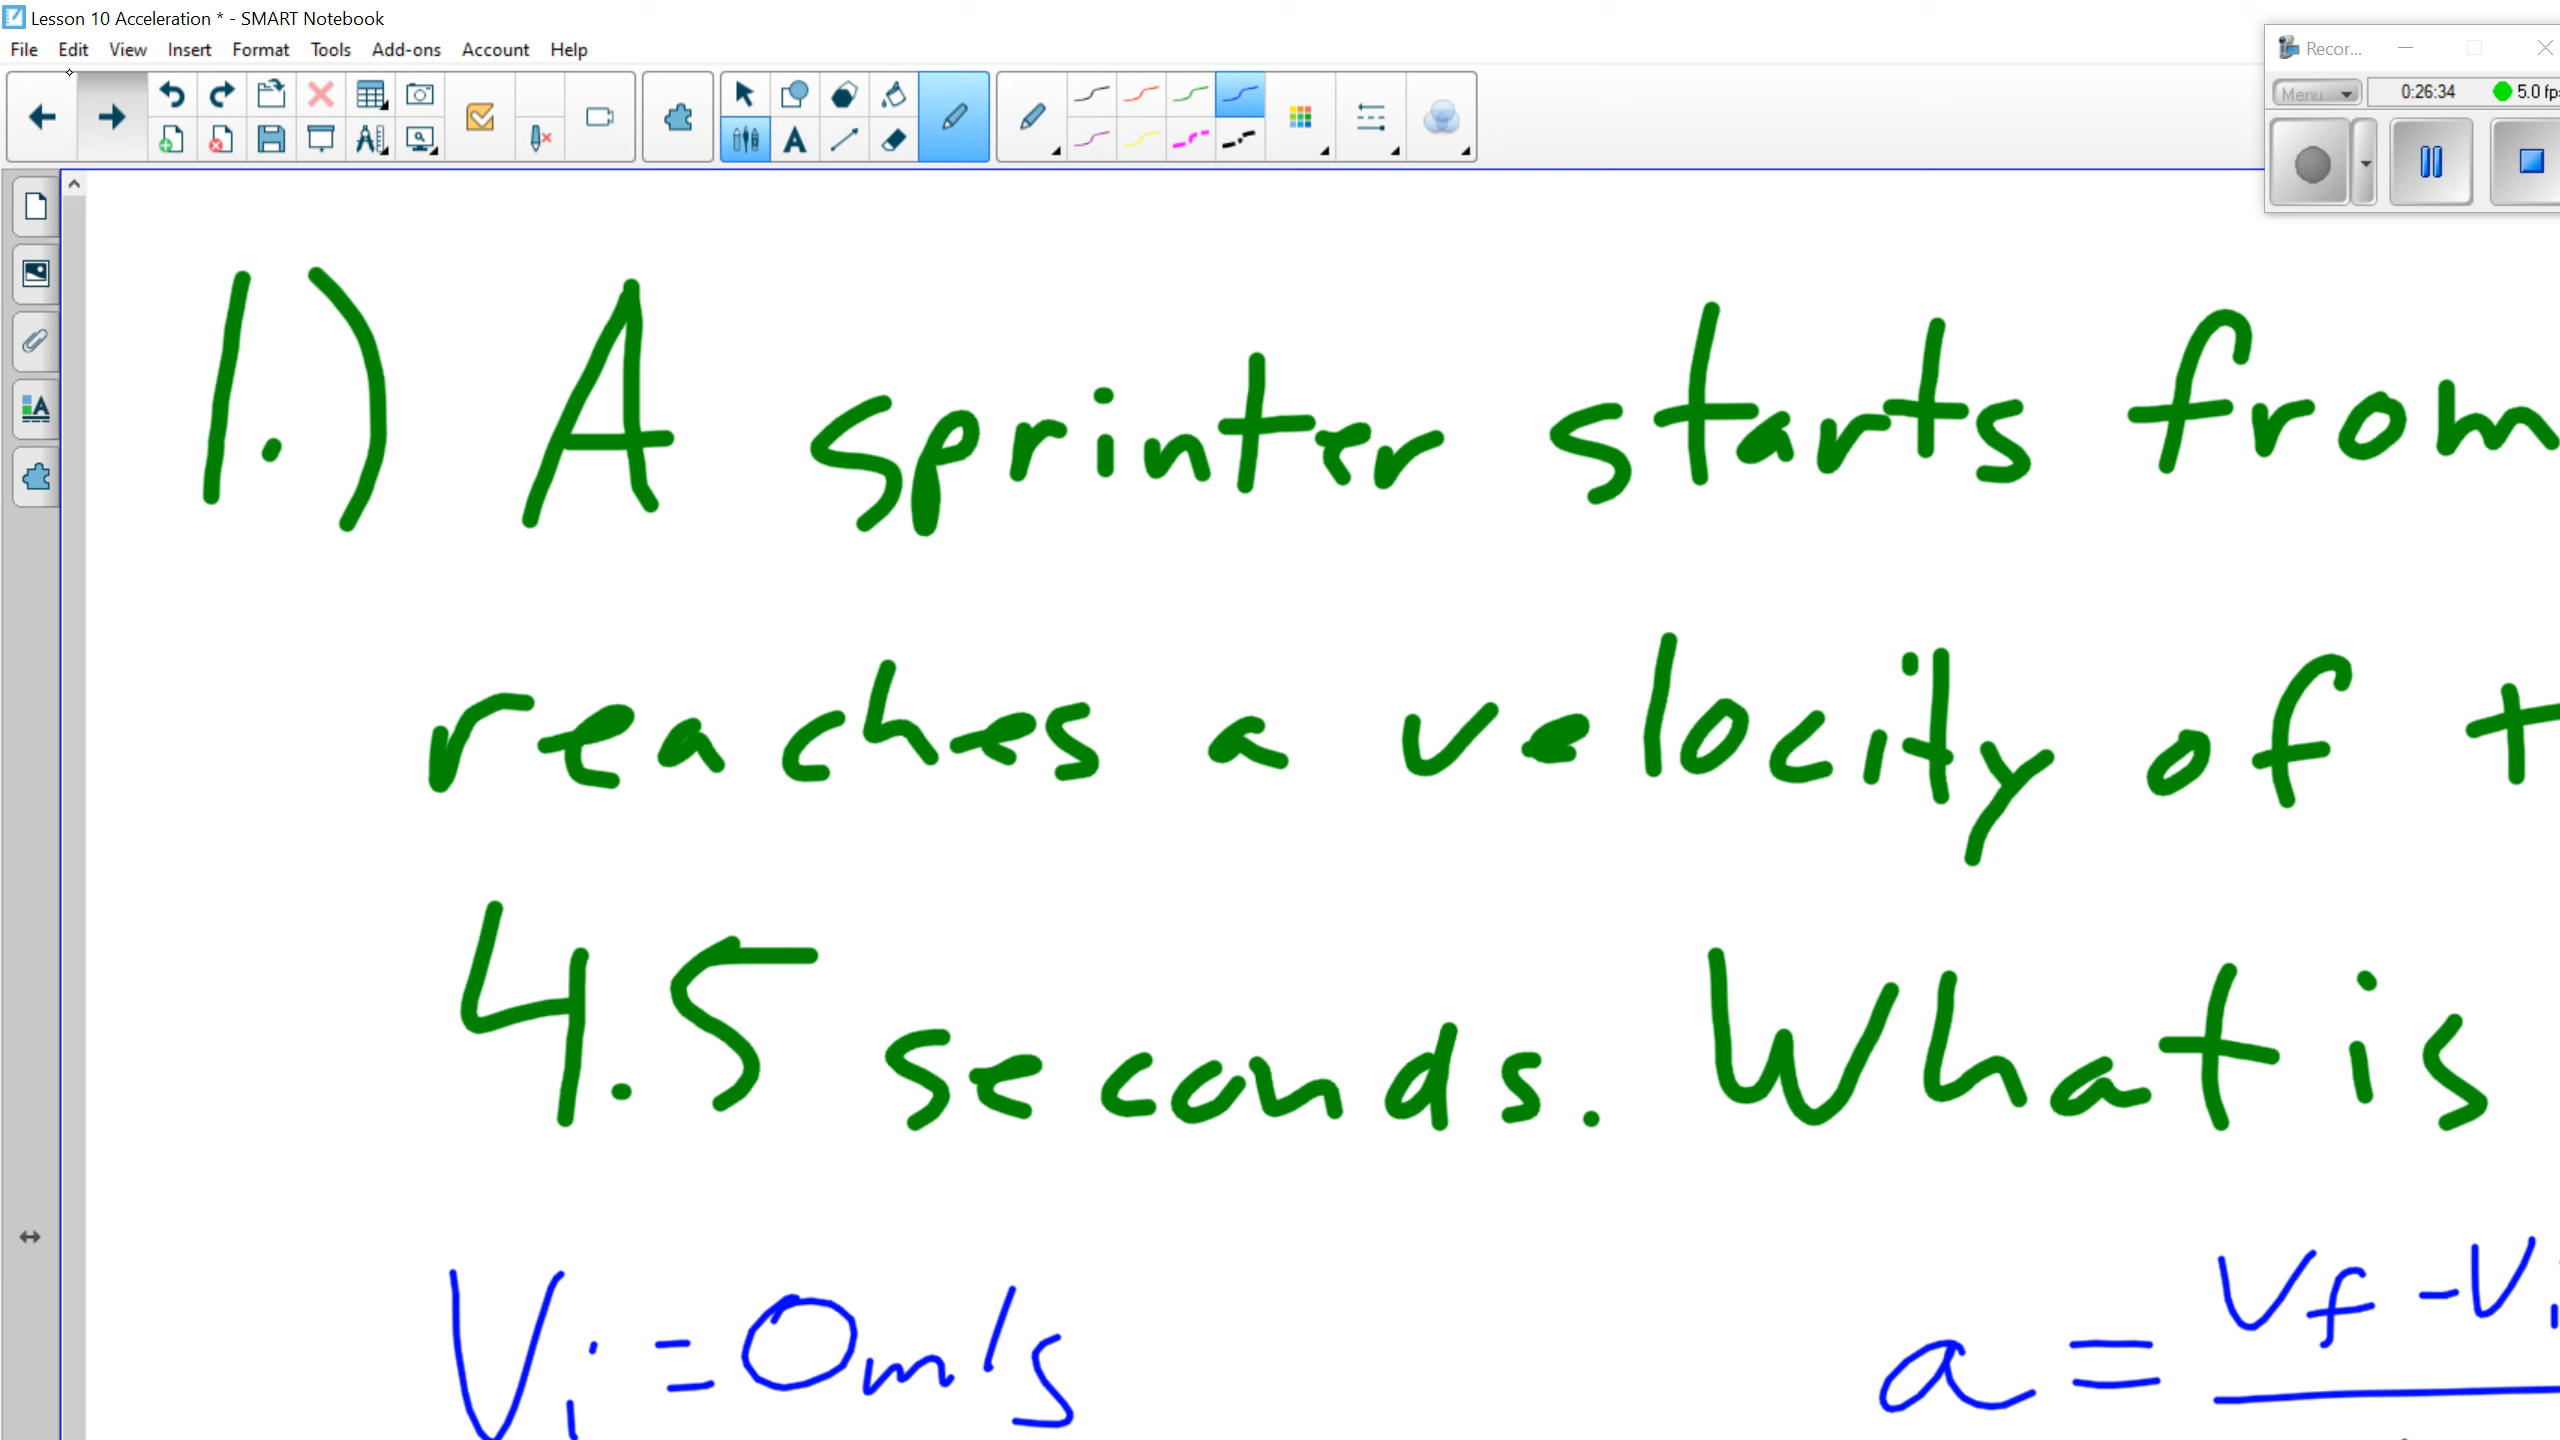 Lesson 10 Acceleration * - SMART Notebook
File Edit View Insert Format Tools Add-ons Account Help
Recor...
Menu 0:26:34 5.0 fp
1.) A sprinter starts from
reaches a velocity of +
4.5 seconds. What is
Vi = 0m/s
a = Vf - Vi